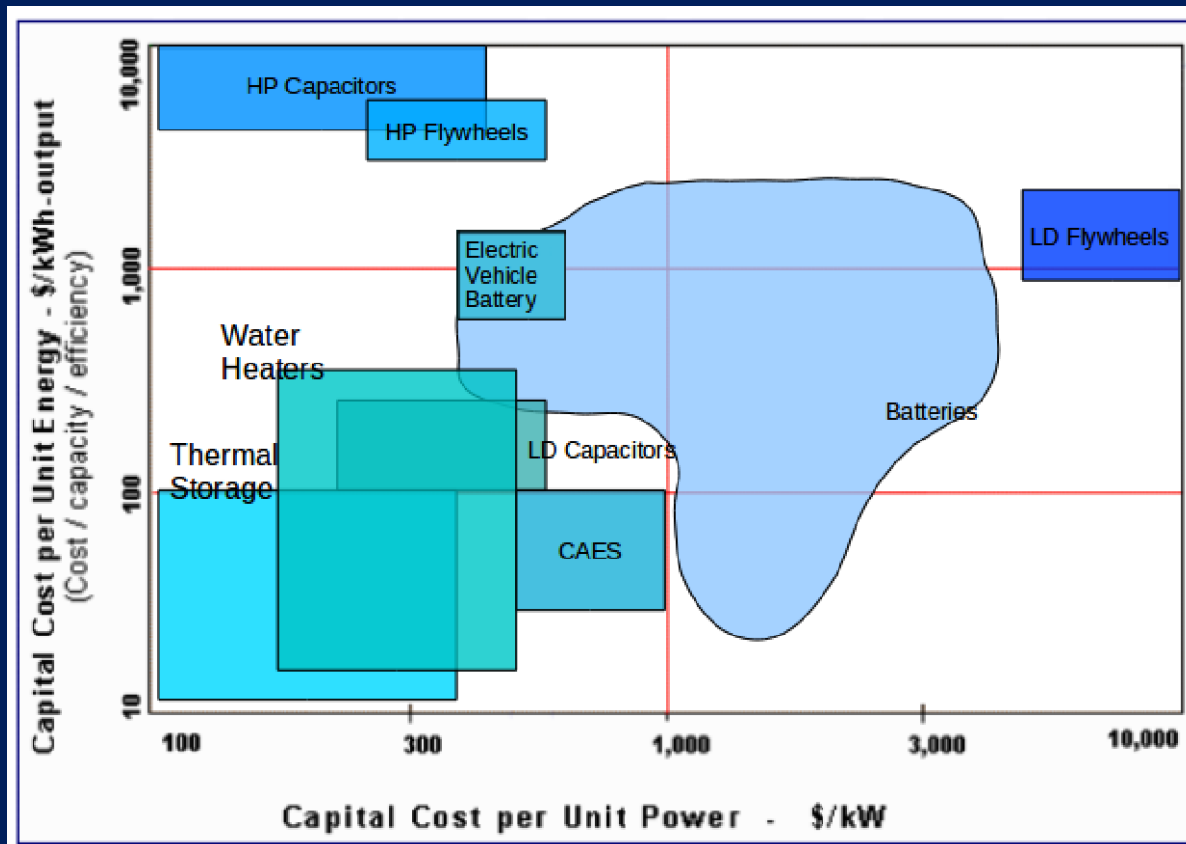 Capital Cost per Unit Energy - $/kWh-output
(Cost / capacity / efficiency)
10,000
1,000
100
10
HP Capacitors
HP Flywheels
Electric
Vehicle
Battery
LD Flywheels
Water
Heaters
Batteries
Thermal
Storage
LD Capacitors
CAES
100
300
1,000
3,000
10,000
Capital Cost per Unit Power - $/kW